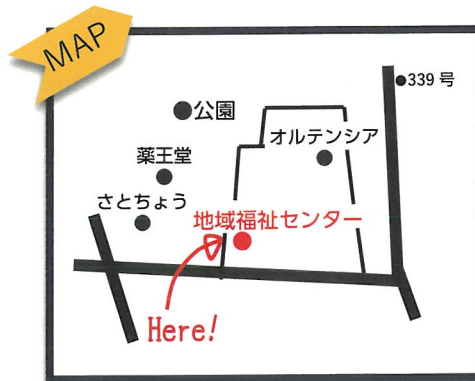 MAP
339号
公園
オルテンシア
薬王堂
さとちょう
地域福祉センター
Here!